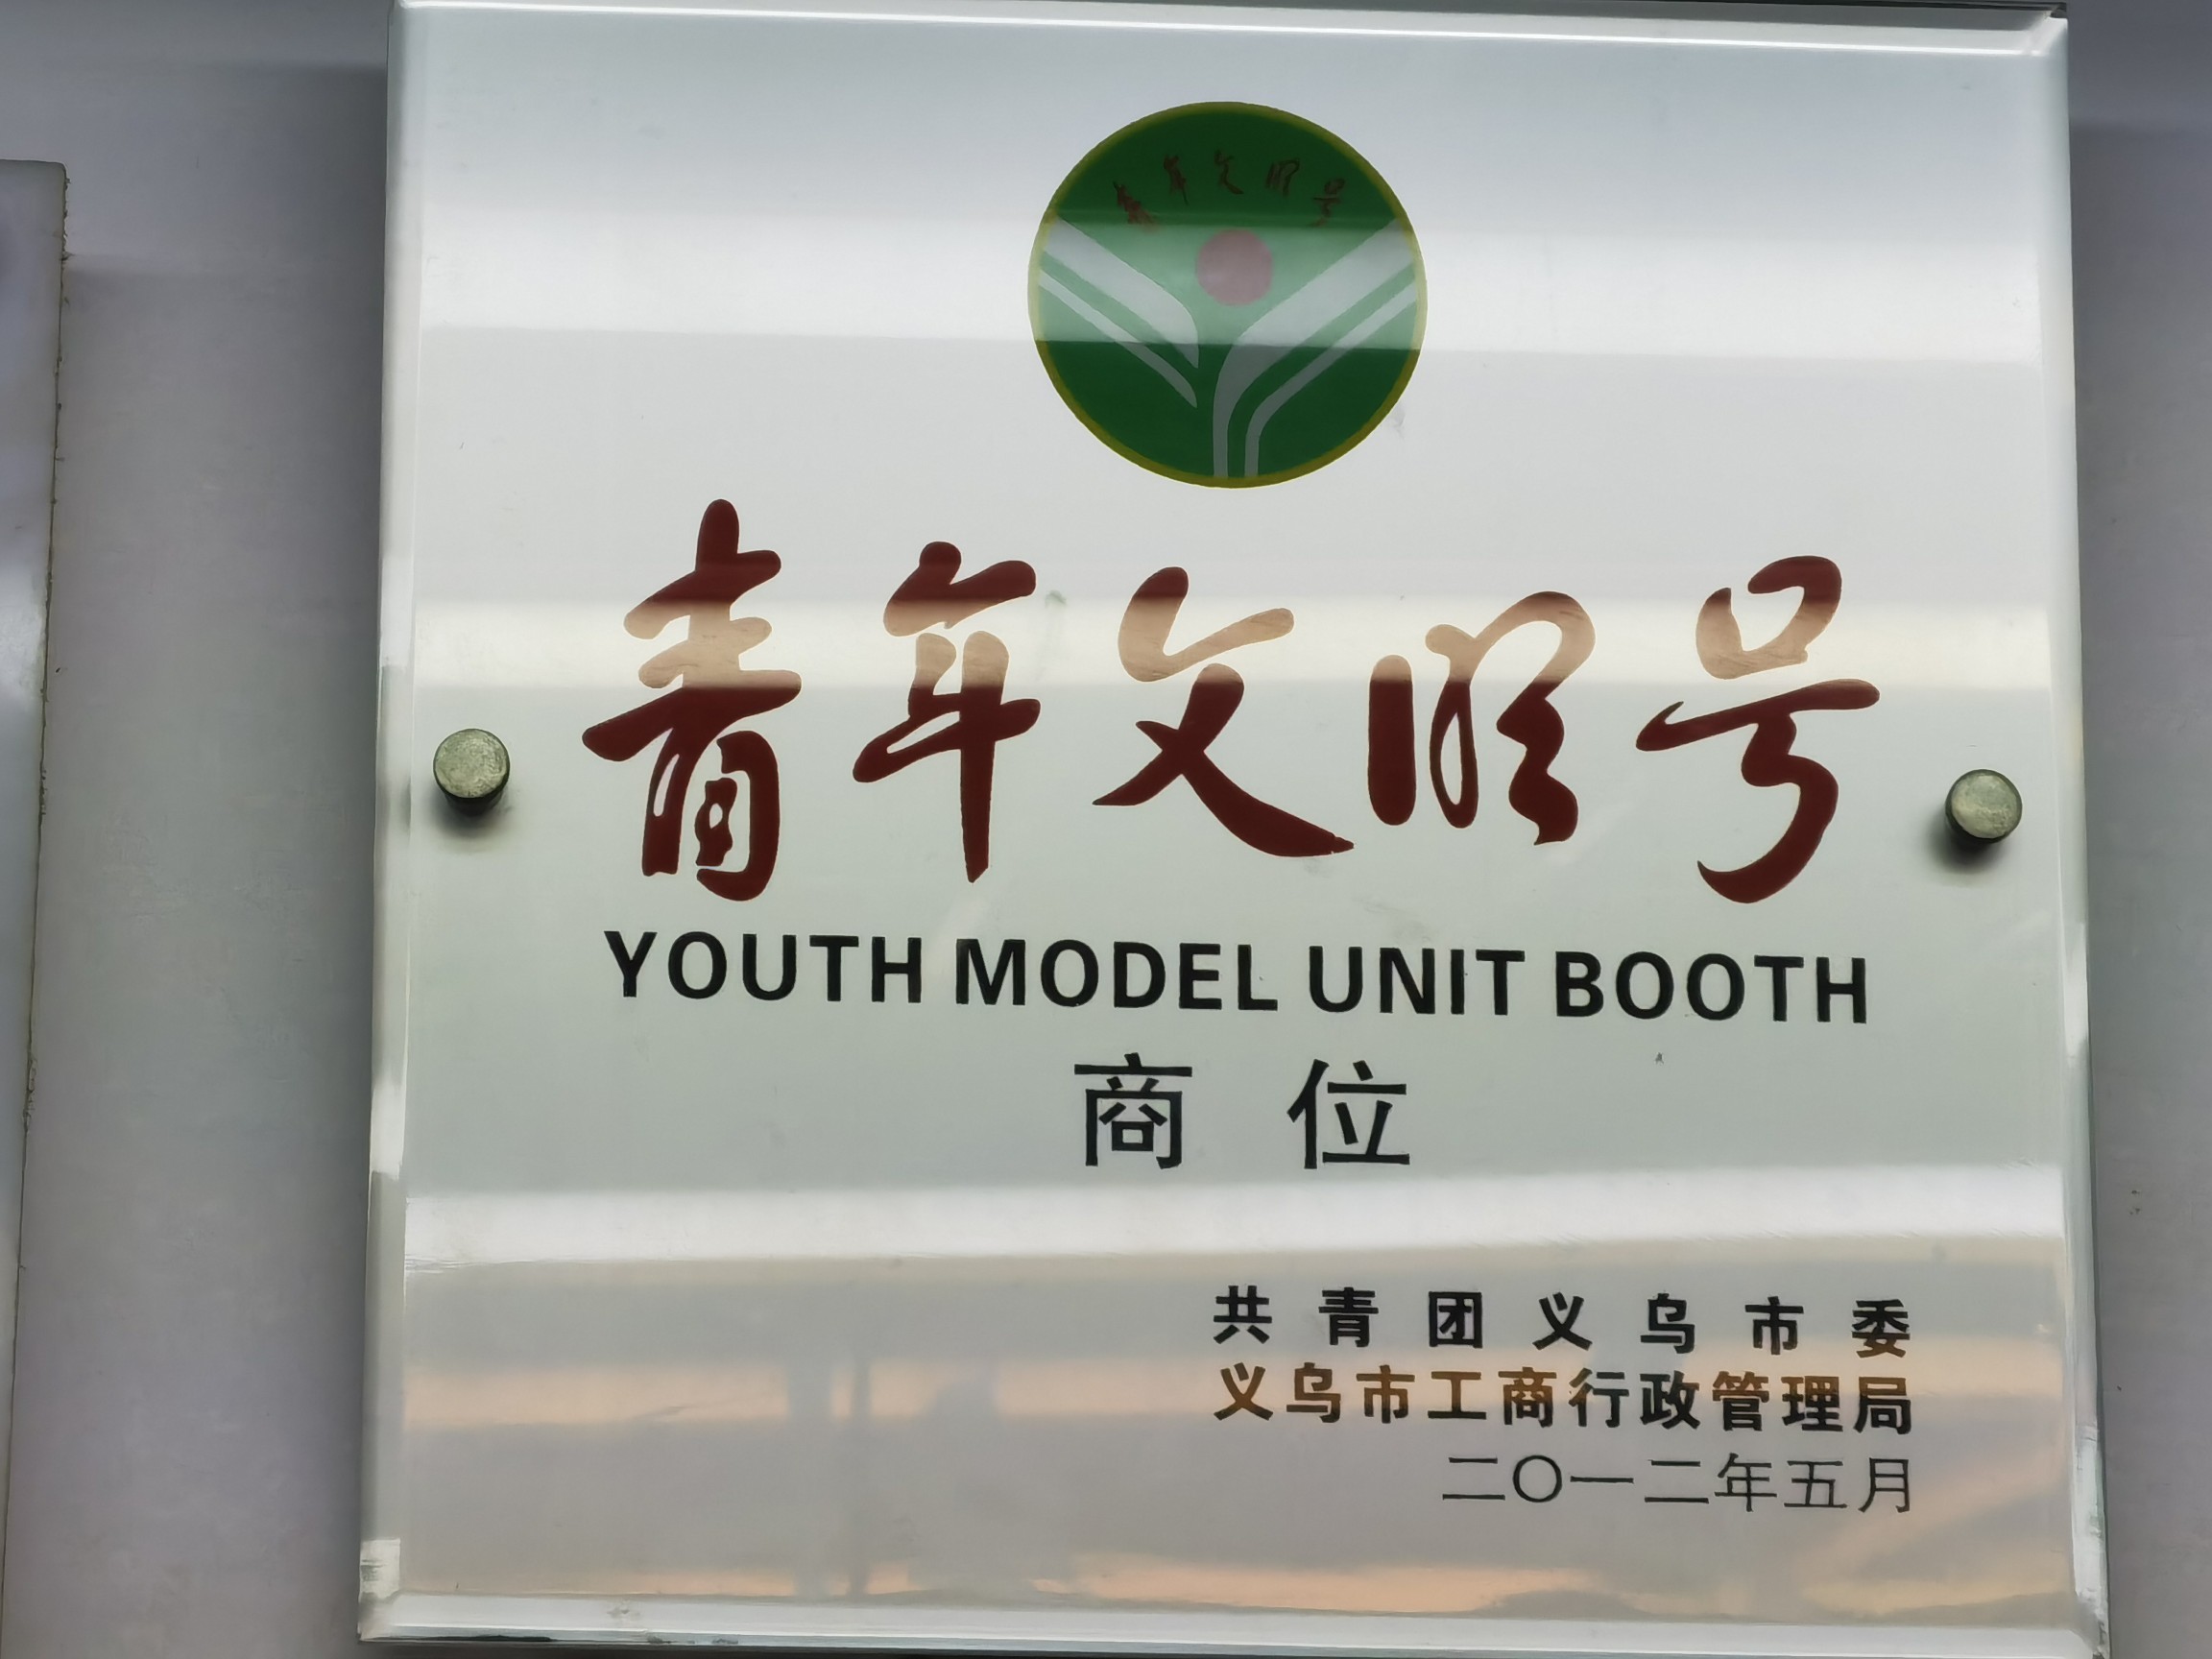 青年文明号
青年文明号
YOUTH MODEL UNIT BOOTH
商位
共青团义乌市委
义乌市工商行政管理局
二〇一二年五月